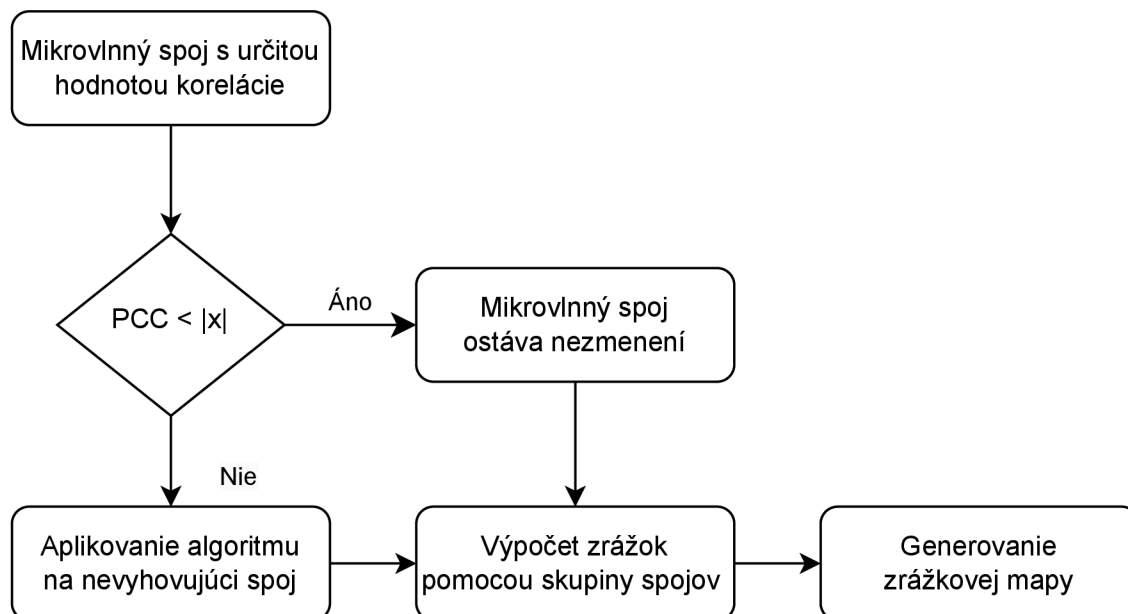 Mikrovlnný spoj s určitou
hodnotou korelácie
PCC < |x|
Áno
Mikrovlnný spoj
ostáva nezmenení
Nie
Aplikovanie algoritmu
na nevyhovujúci spoj
Výpočet zrážok
pomocou skupiny spojov
Generovanie
zrážkovej mapy